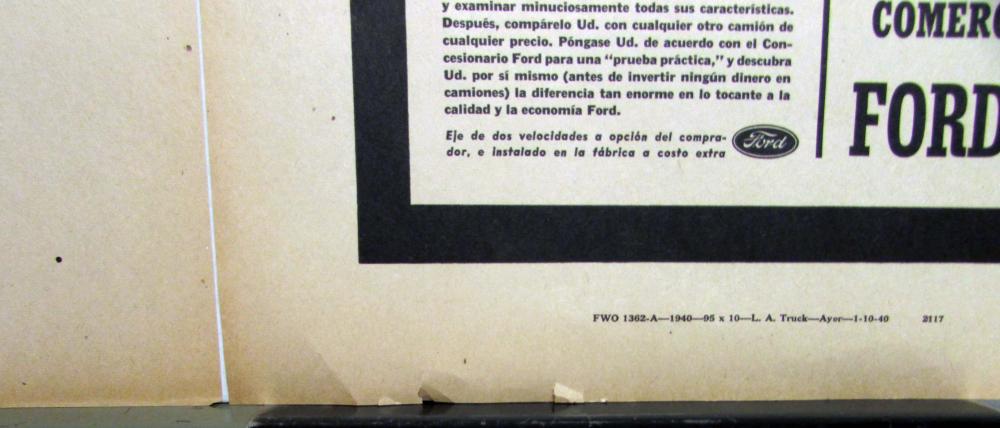 y examinar minuciosamente todas sus características.
Después, compárelo Ud. con cualquier otro camión de
cualquier precio. Póngase Ud. de acuerdo con el Con-
cesionario Ford para una “prueba práctica,” y descubra
Ud. por sí mismo (antes de invertir ningún dinero en
camiones) la diferencia tan enorme en lo tocante a la
calidad y la economía Ford.
Eje de dos velocidades a opción del compra-
dor, e instalado en la fábrica a costo extra
Ford
COMERC
FORD
FWO 1362-A—1940—95 x 10—L. A. Truck—Ayer—1-10-40 2117